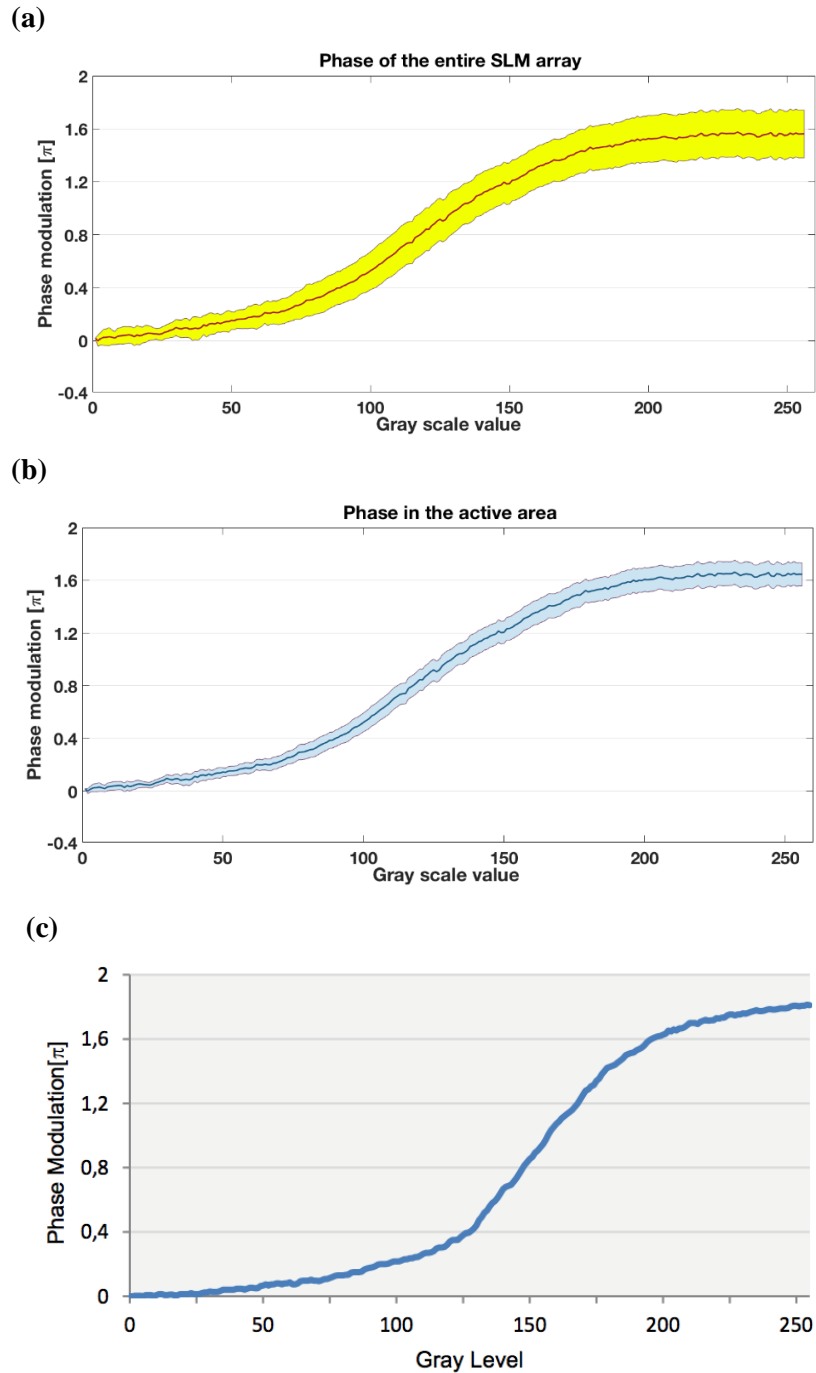 (a)
Phase of the entire SLM array
Phase modulation [π]
2
1.6
1.2
0.8
0.4
0
-0.4
0 50 100 150 200 250
Gray scale value
(b)
Phase in the active area
Phase modulation [π]
2
1.6
1.2
0.8
0.4
0
-0.4
0 50 100 150 200 250
Gray scale value
(c)
Phase Modulation[π]
2
1,6
1,2
0,8
0,4
0
0 50 100 150 200 250
Gray Level